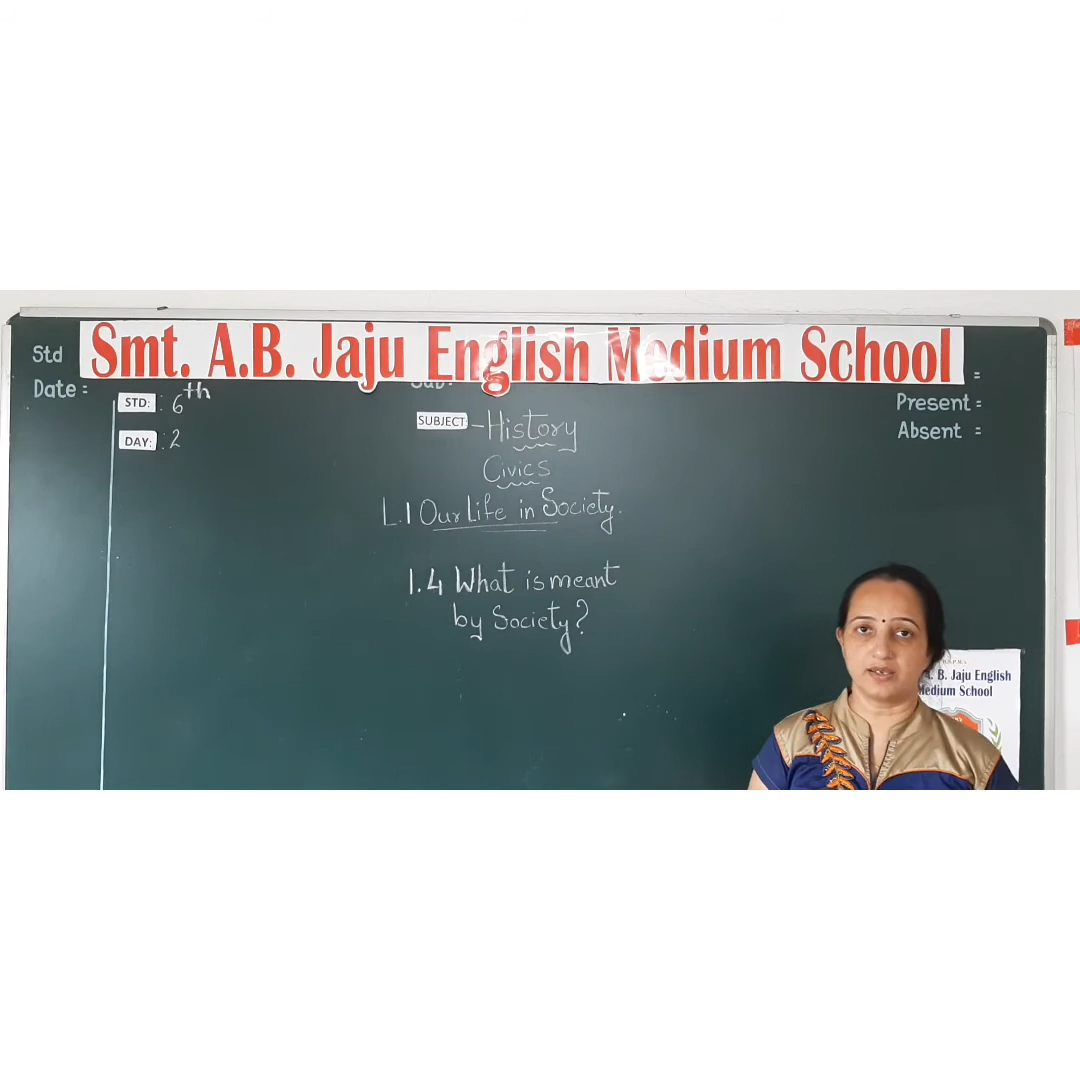 Smt. A.B. Jaju English Medium School
Std
Date :
STD: : 6th
DAY: : 2
SUBJECT: - History
Civics
L.1 Our Life in Society.
1.4 What is meant
by Society?
Present =
Absent =
B. Jaju English
Medium School